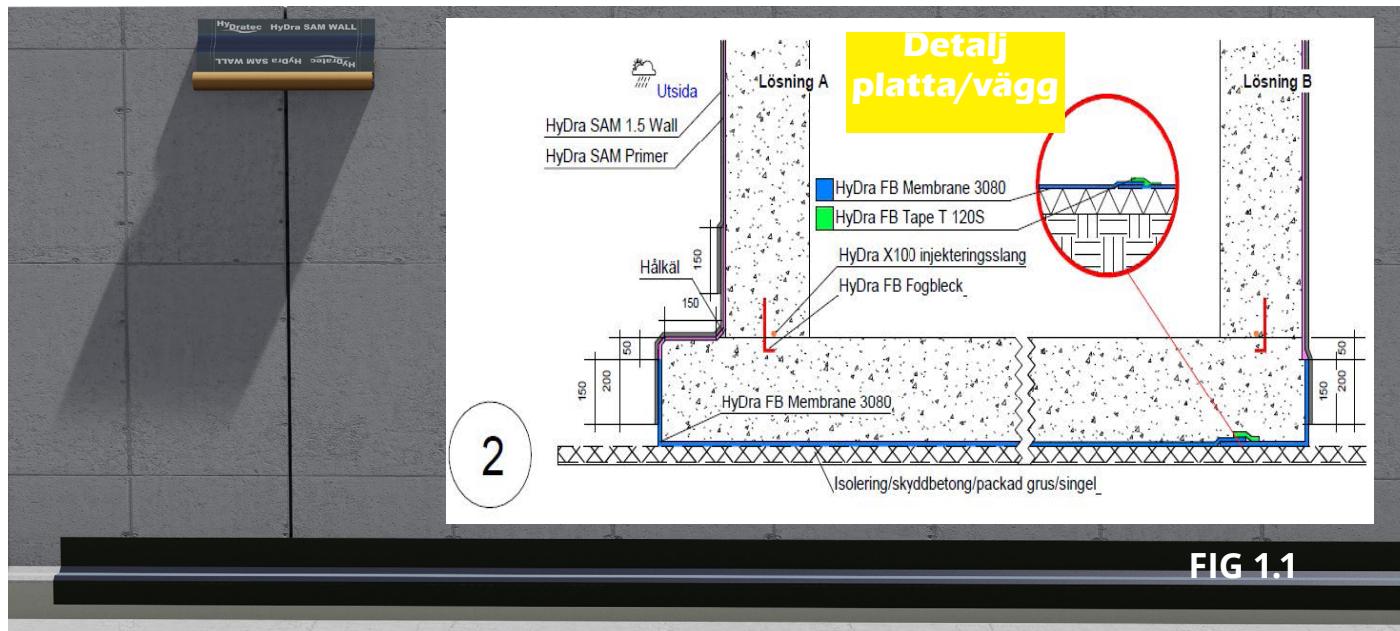 Hydratec HyDra SAM WALL
Hydratec HyDra SAM WALL
Detalj
platta/vägg
Lösning A
Lösning B
Utsida
HyDra SAM 1.5 Wall
HyDra SAM Primer
HyDra FB Membrane 3080
HyDra FB Tape T 120S
HyDra X100 injekteringsslang
HyDra FB Fogbleck
Hålkäl
150
150
50
150
200
50
150
200
HyDra FB Membrane 3080
2
Isolering/skyddbetong/packad grus/singel
FIG 1.1